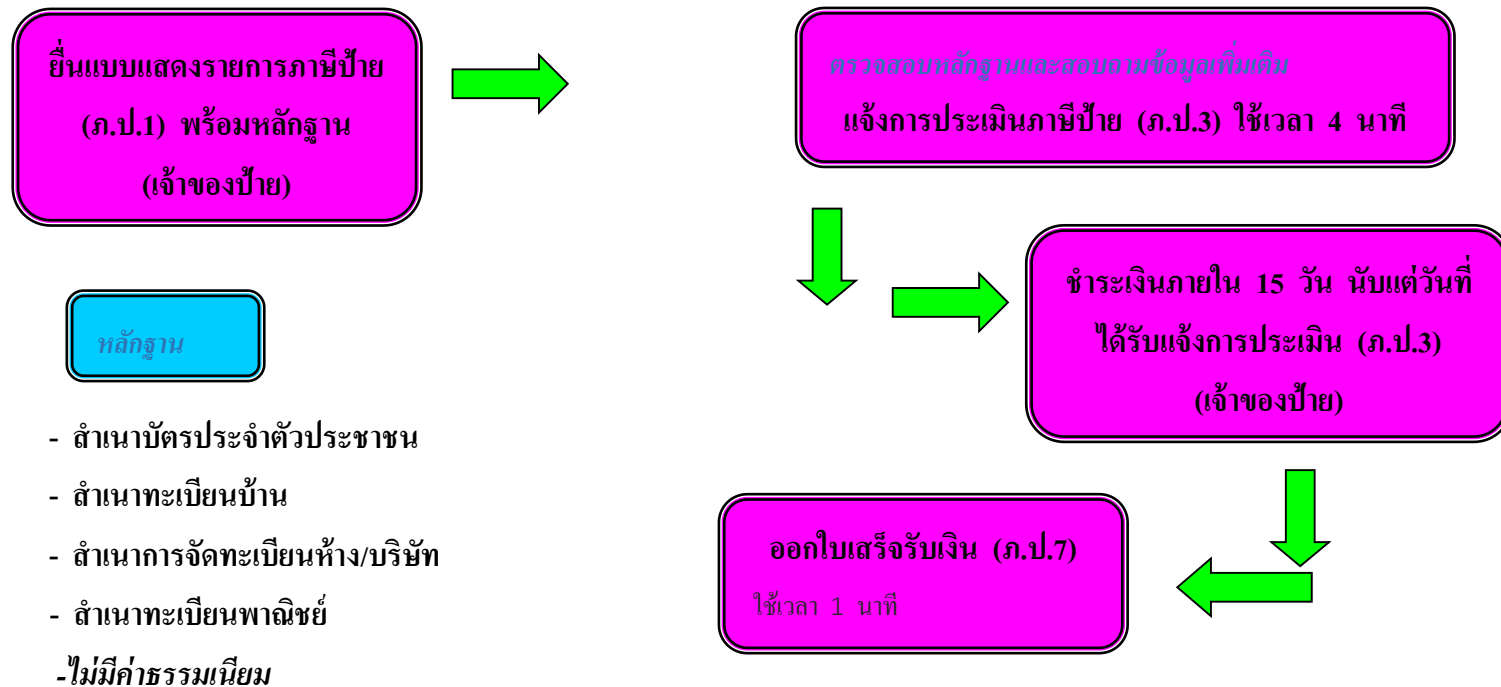 ยื่นแบบแสดงรายการภาษีป้าย
(ภ.ป.1) พร้อมหลักฐาน
(เจ้าของป้าย)
ตรวจสอบหลักฐานและสอบถามข้อมูลเพิ่มเติม
แจ้งการประเมินภาษีป้าย (ภ.ป.3) ใช้เวลา 4 นาที
ชำระเงินภายใน 15 วัน นับแต่วันที่
ได้รับแจ้งการประเมิน (ภ.ป.3)
(เจ้าของป้าย)
ออกใบเสร็จรับเงิน (ภ.ป.7)
ใช้เวลา 1 นาที
หลักฐาน
- สำเนาบัตรประจำตัวประชาชน
- สำเนาทะเบียนบ้าน
- สำเนาการจัดทะเบียนห้าง/บริษัท
- สำเนาทะเบียนพาณิชย์
-ไม่มีค่าธรรมเนียม